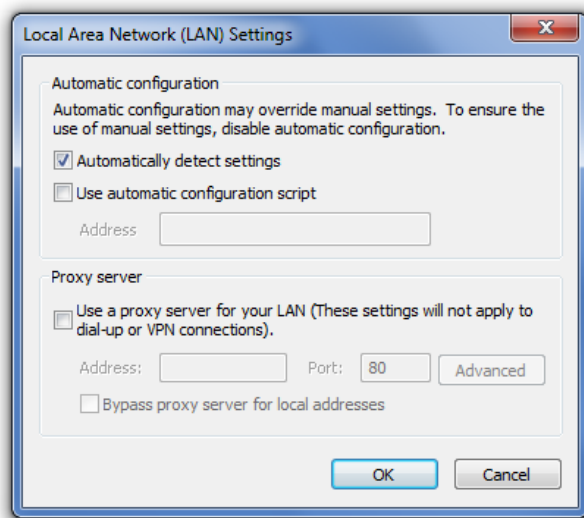 Local Area Network (LAN) Settings
Automatic configuration
Automatic configuration may override manual settings. To ensure the
use of manual settings, disable automatic configuration.
Automatically detect settings
Use automatic configuration script
Address
Proxy server
Use a proxy server for your LAN (These settings will not apply to
dial-up or VPN connections).
Address: Port: 80 Advanced
Bypass proxy server for local addresses
OK Cancel